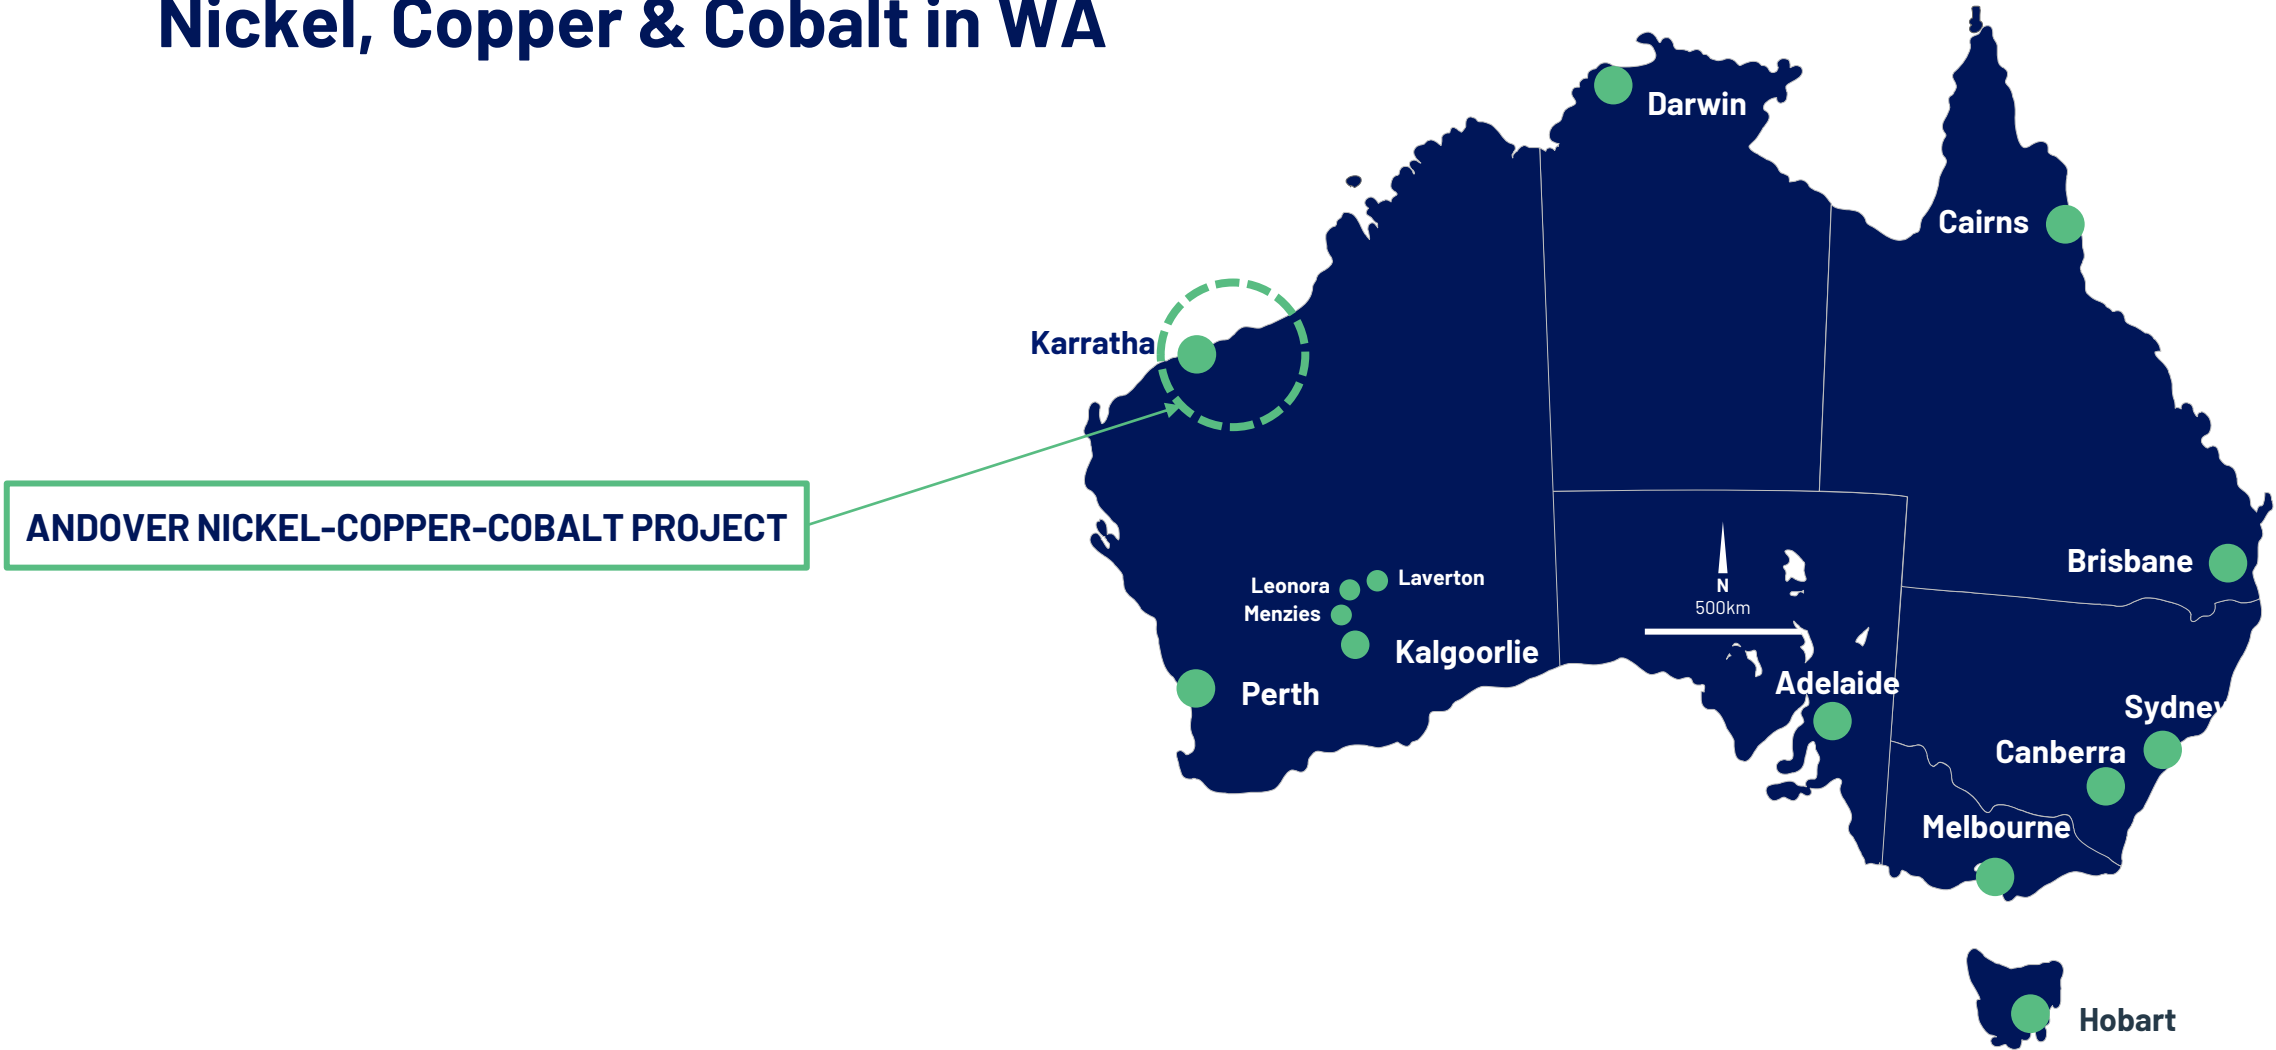 Nickel, Copper & Cobalt in WA
Darwin
Cairns
Karratha
ANDOVER NICKEL-COPPER-COBALT PROJECT
Brisbane
Laverton
Leonora
Menzies
N
500km
Kalgoorlie
Perth
Adelaide
Sydney
Canberra
Melbourne
Hobart